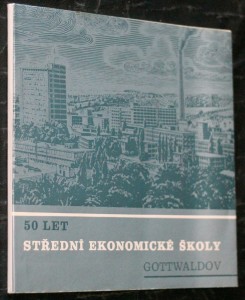 50 LET
STŘEDNÍ EKONOMICKÉ ŠKOLY
GOTTWALDOV